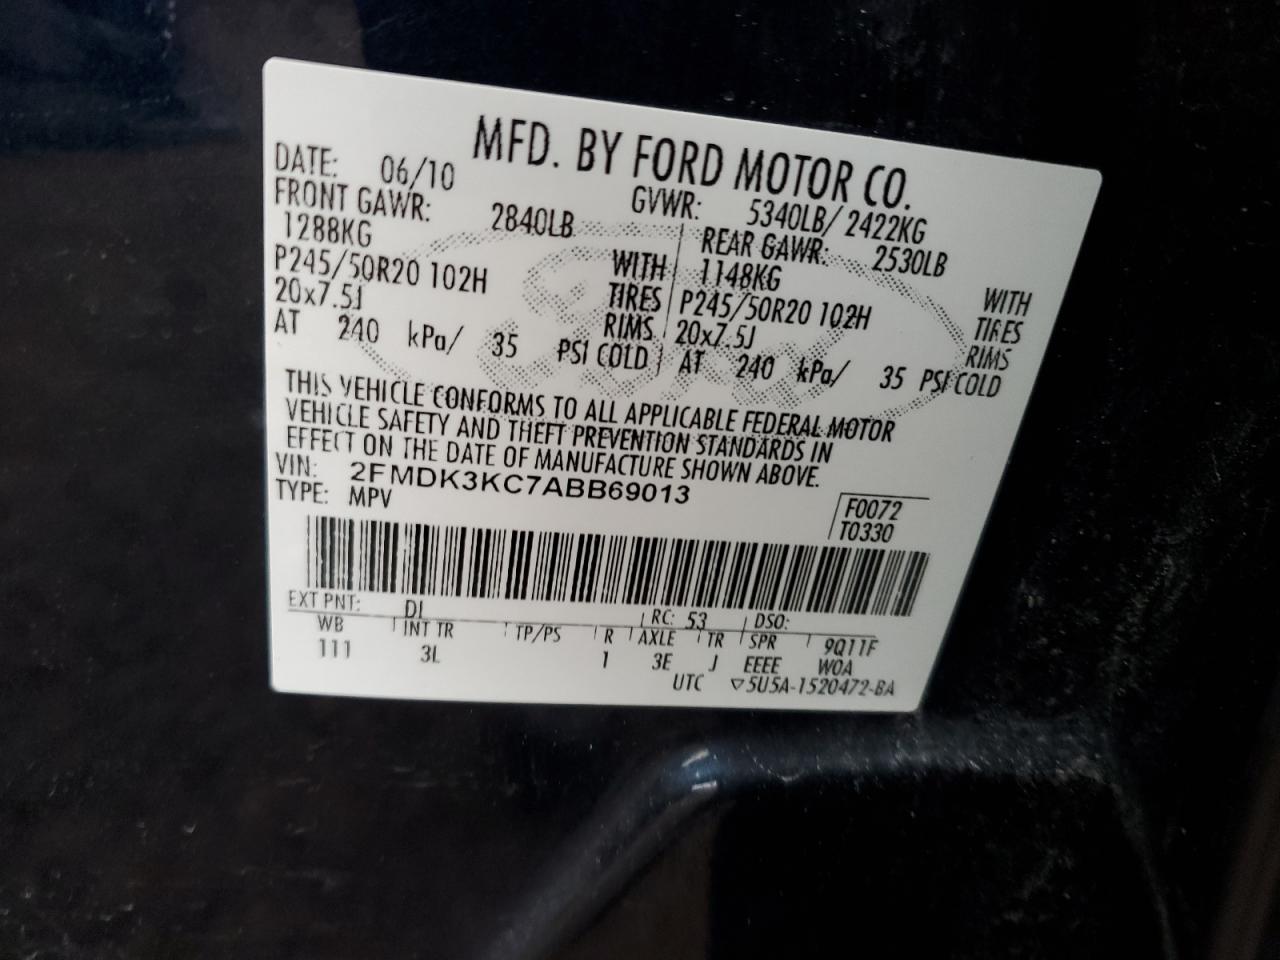 MFD. BY FORD MOTOR CO.
DATE: 06/10 GVWR: 5340LB/ 2422KG
FRONT GAWR: 2840LB REAR GAWR: 2530LB
1288KG WITH 1148KG WITH
P245/50R20 102H TIRES P245/50R20 102H TIRES
20x7.5J RIMS 20x7.5J RIMS
AT 240 kPa/ 35 PSI COLD AT 240 kPa/ 35 PSI COLD
THIS VEHICLE CONFORMS TO ALL APPLICABLE FEDERAL MOTOR
VEHICLE SAFETY AND THEFT PREVENTION STANDARDS IN
EFFECT ON THE DATE OF MANUFACTURE SHOWN ABOVE.
VIN: 2FMDK3KC7ABB69013
TYPE: MPV
F0072
T0330
EXT PNT: DI RC: 53 DSO:
WB INT TR TP/PS R AXLE TR SPR 9Q11F
111 3L 1 3E J EEEE W0A
UTC ▽5U5A-1520472-BA